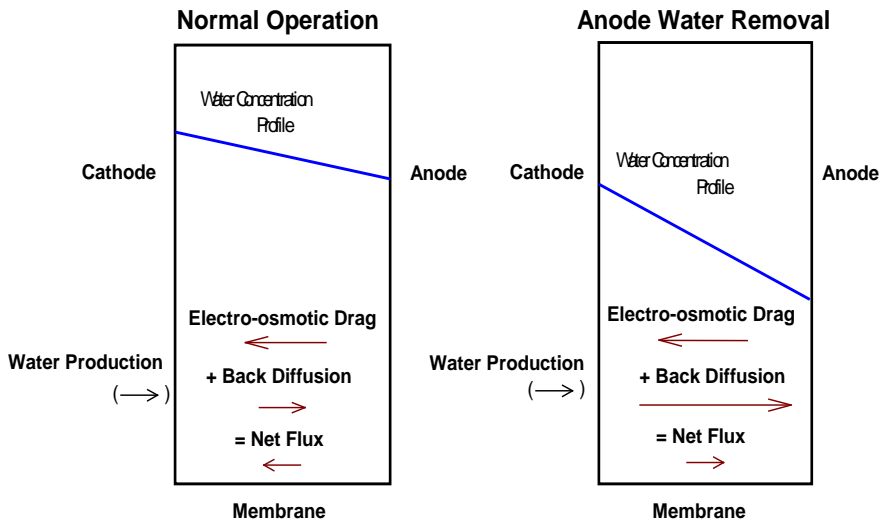 Normal Operation
Water Concentration
Profile
Cathode
Anode
Electro-osmotic Drag
Water Production
(→)
+ Back Diffusion
= Net Flux
Membrane
Anode Water Removal
Water Concentration
Profile
Cathode
Anode
Electro-osmotic Drag
Water Production
(→)
+ Back Diffusion
= Net Flux
Membrane